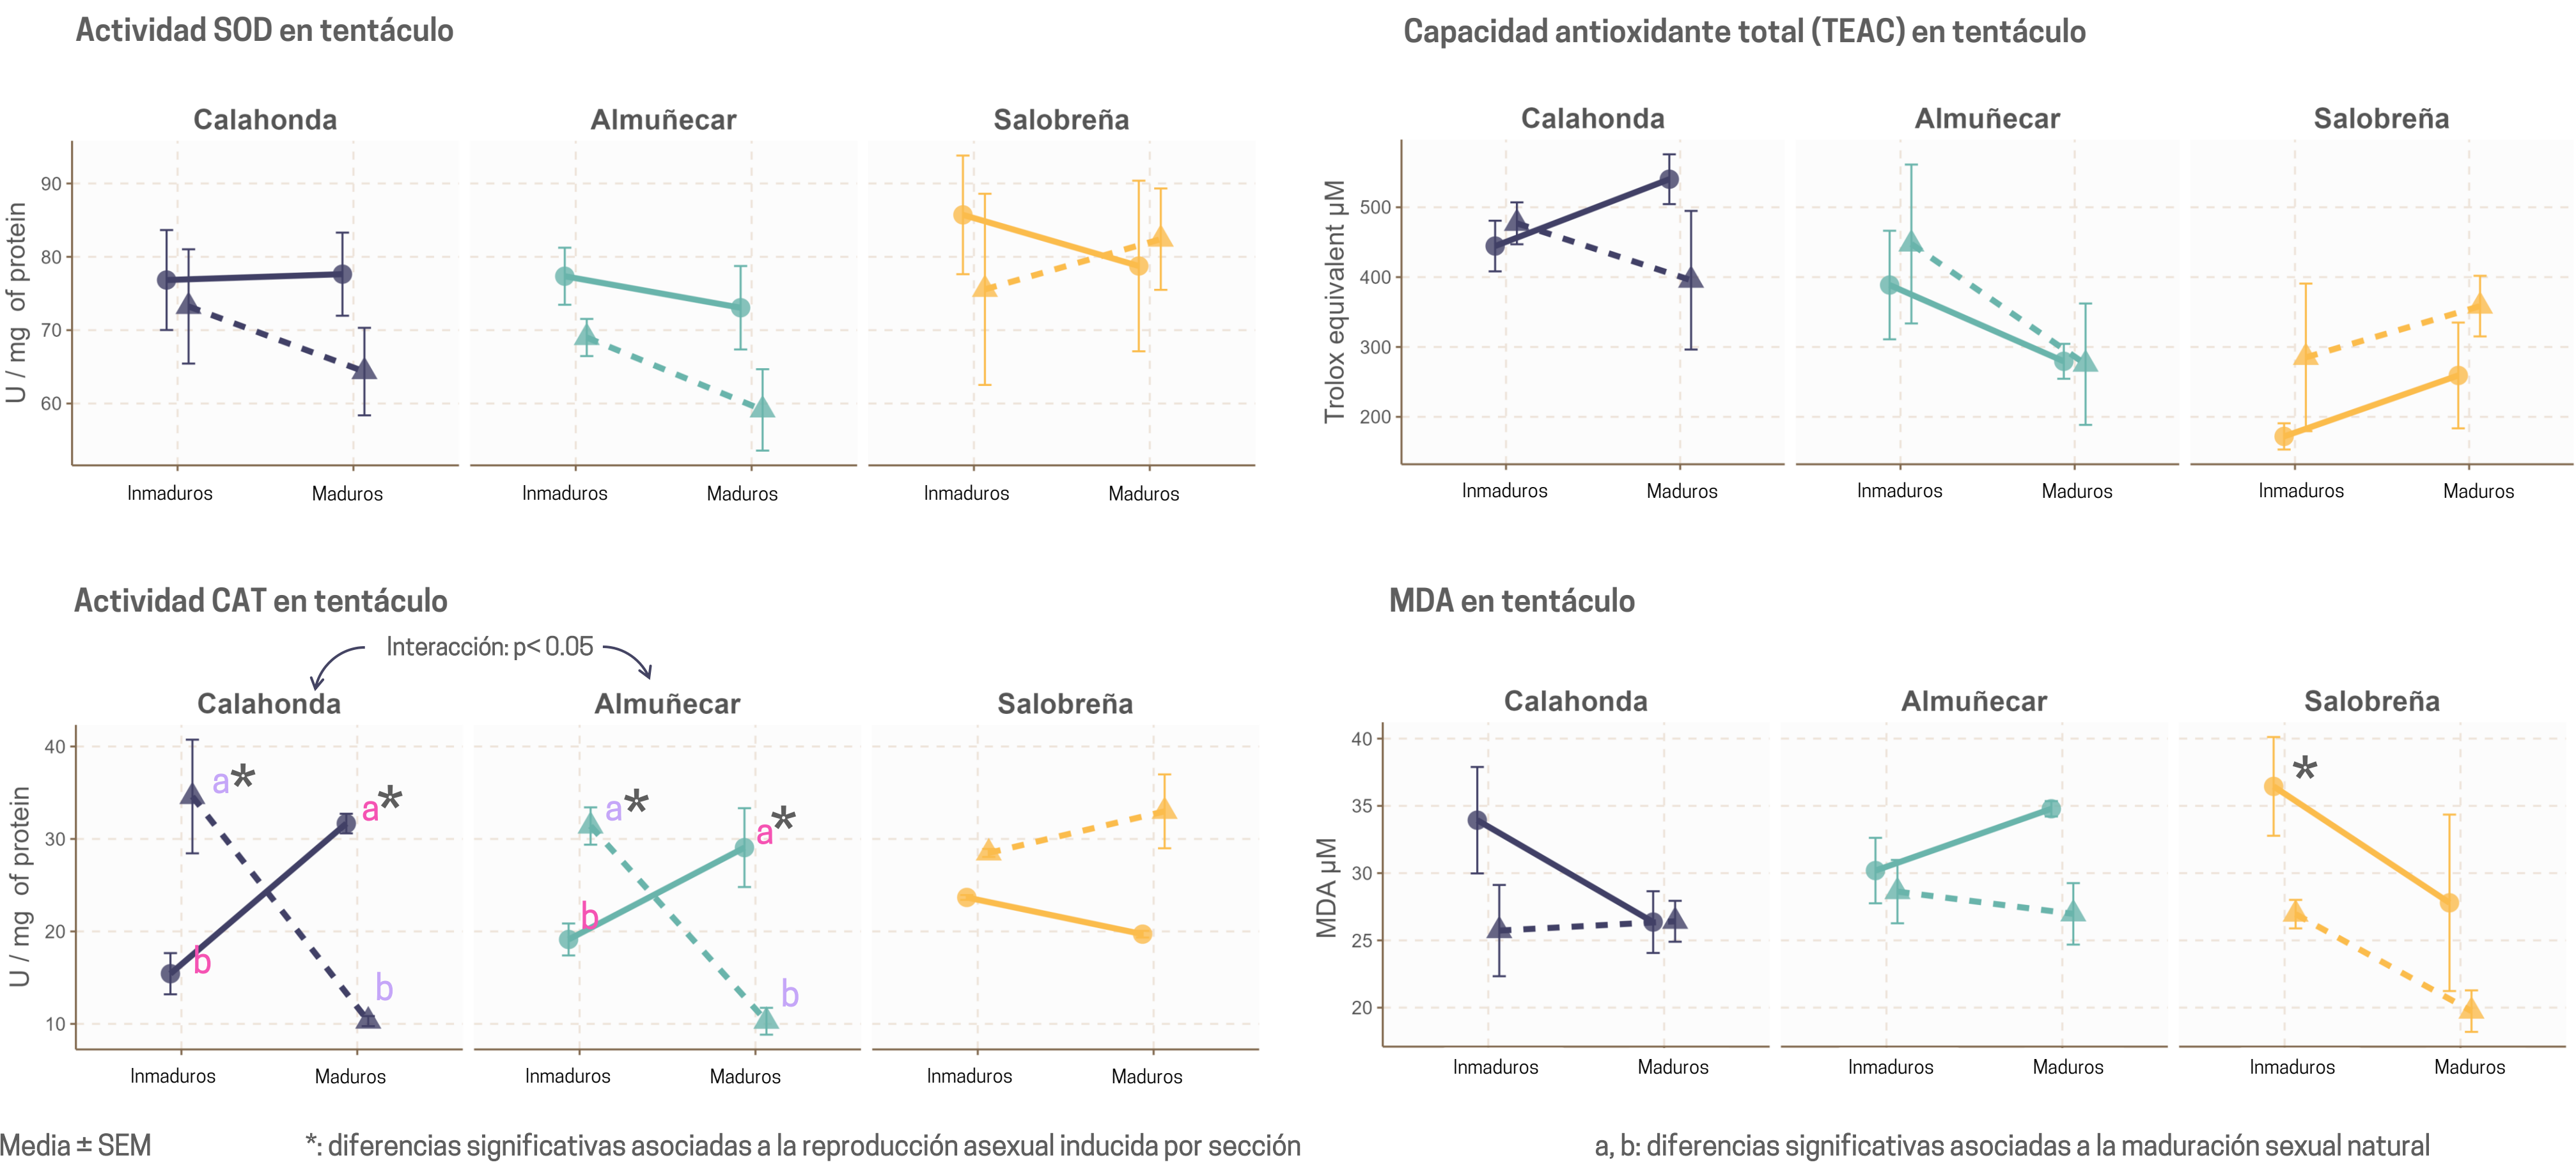 Actividad SOD en tentáculo
Calahonda
Almuñecar
Salobreña
U / mg of protein
90
80
70
60
Inmaduros
Maduros
Inmaduros
Maduros
Inmaduros
Maduros
Capacidad antioxidante total (TEAC) en tentáculo
Calahonda
Almuñecar
Salobreña
Trolox equivalent µM
500
400
300
200
Inmaduros
Maduros
Inmaduros
Maduros
Inmaduros
Maduros
Actividad CAT en tentáculo
Interacción: p< 0.05
Calahonda
Almuñecar
Salobreña
U / mg of protein
40
30
20
10
a*
a*
b
b
a*
a*
b
b
Inmaduros
Maduros
Inmaduros
Maduros
Inmaduros
Maduros
MDA en tentáculo
Calahonda
Almuñecar
Salobreña
MDA µM
40
35
30
25
20
*
Inmaduros
Maduros
Inmaduros
Maduros
Inmaduros
Maduros
Media ± SEM
*: diferencias significativas asociadas a la reproducción asexual inducida por sección
a, b: diferencias significativas asociadas a la maduración sexual natural